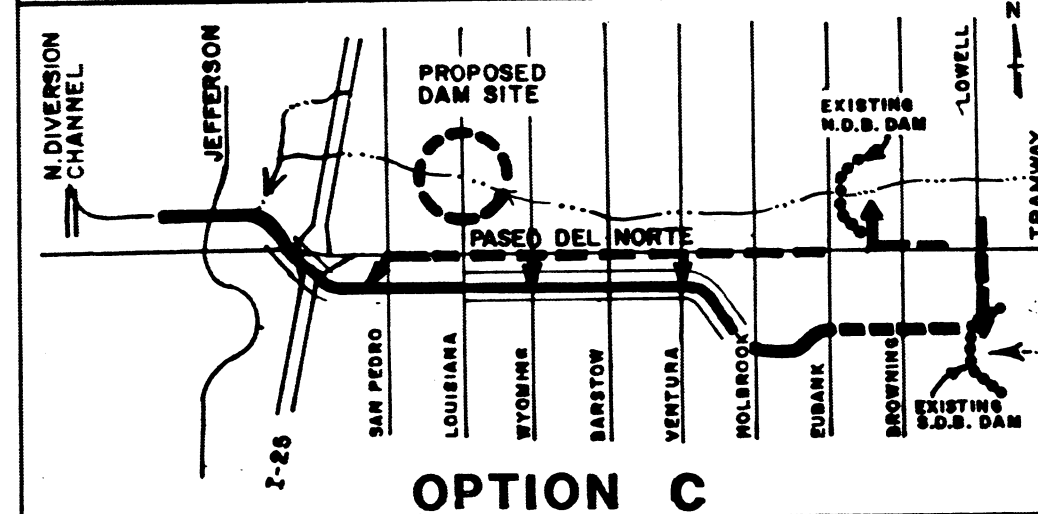 N. DIVERSION
CHANNEL
JEFFERSON
PROPOSED
DAM SITE
EXISTING
N.D.B. DAM
LOWELL
N
TRAMWAY
PASEO DEL NORTE
I-25
SAN PEDRO
LOUISIANA
WYOMING
BARSTOW
VENTURA
HOLBROOK
EUBANK
BROWNING
EXISTING
S.D.B. DAM
OPTION C